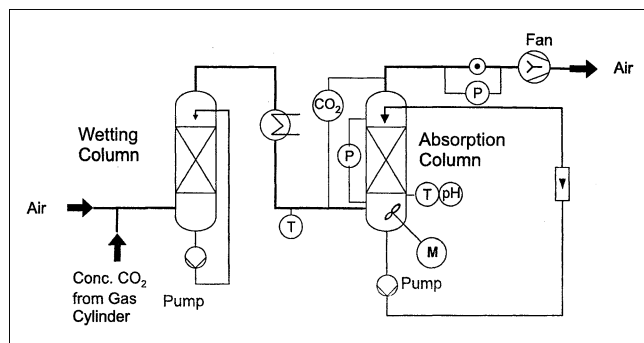 Fan
Air
P
CO₂
Wetting
Column
P
Absorption
Column
T
pH
Air
T
M
Conc. CO₂
from Gas
Cylinder
Pump
Pump